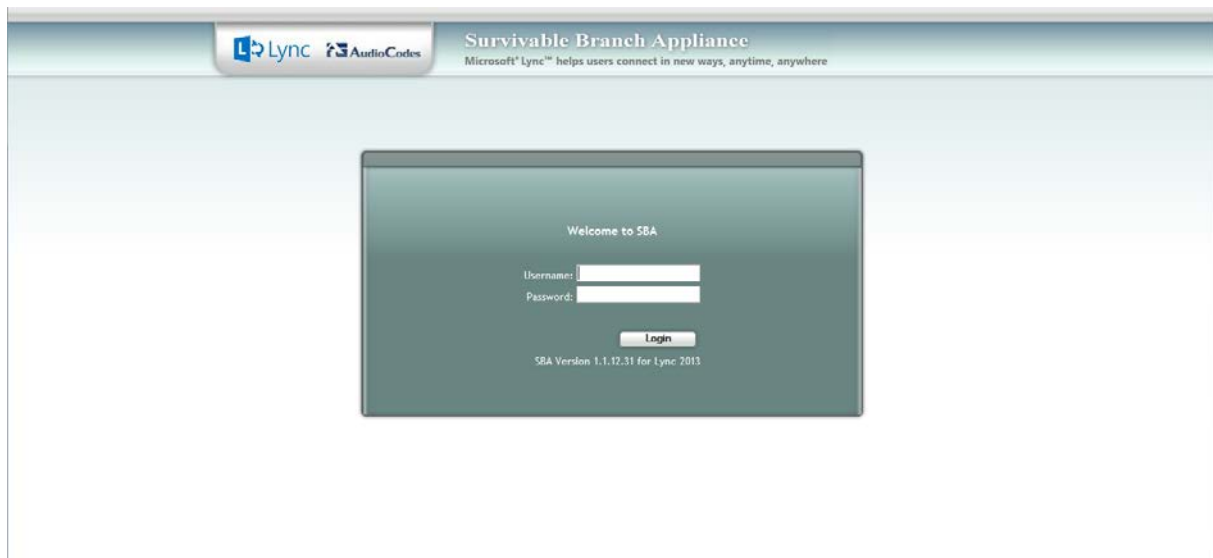 Lync AudioCodes
Survivable Branch Appliance
Microsoft® Lync™ helps users connect in new ways, anytime, anywhere
Welcome to SBA
Username:
Password:
Login
SBA Version 1.1.12.31 for Lync 2013